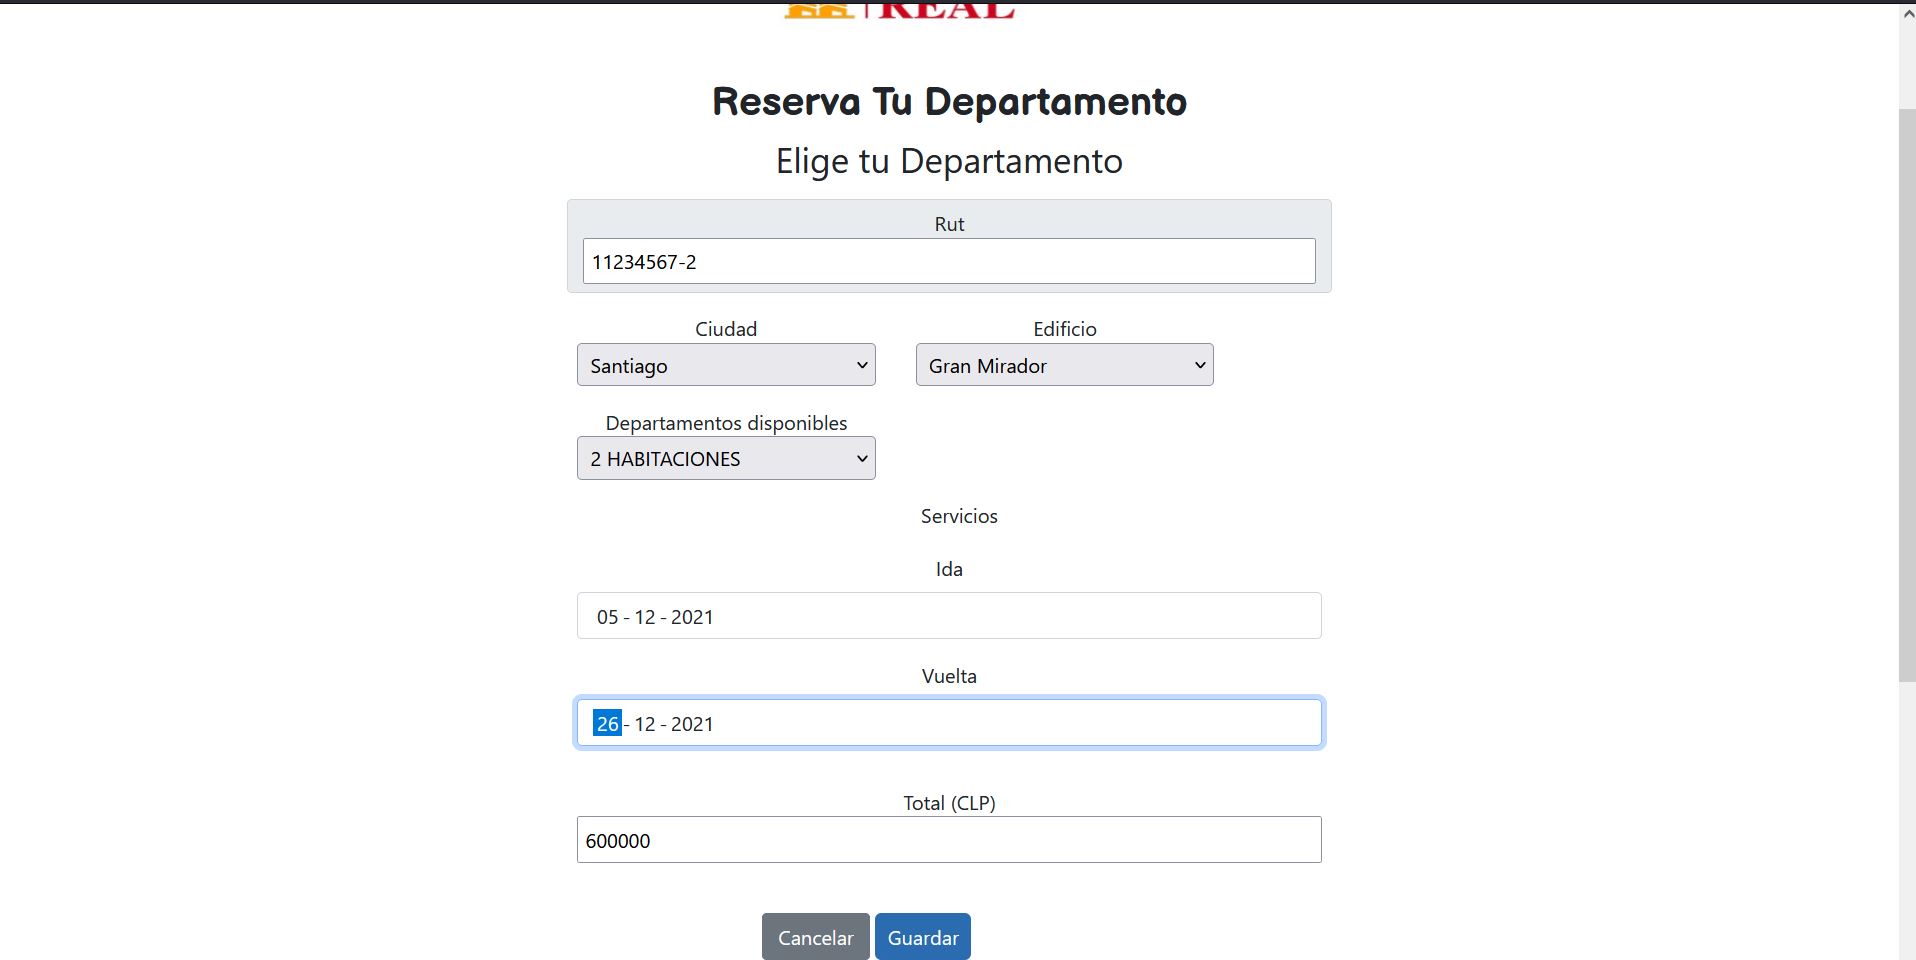 REAL
Reserva Tu Departamento
Elige tu Departamento
Rut
11234567-2
Ciudad
Edificio
Santiago
Gran Mirador
Departamentos disponibles
2 HABITACIONES
Servicios
Ida
05 - 12 - 2021
Vuelta
26 - 12 - 2021
Total (CLP)
600000
Cancelar
Guardar